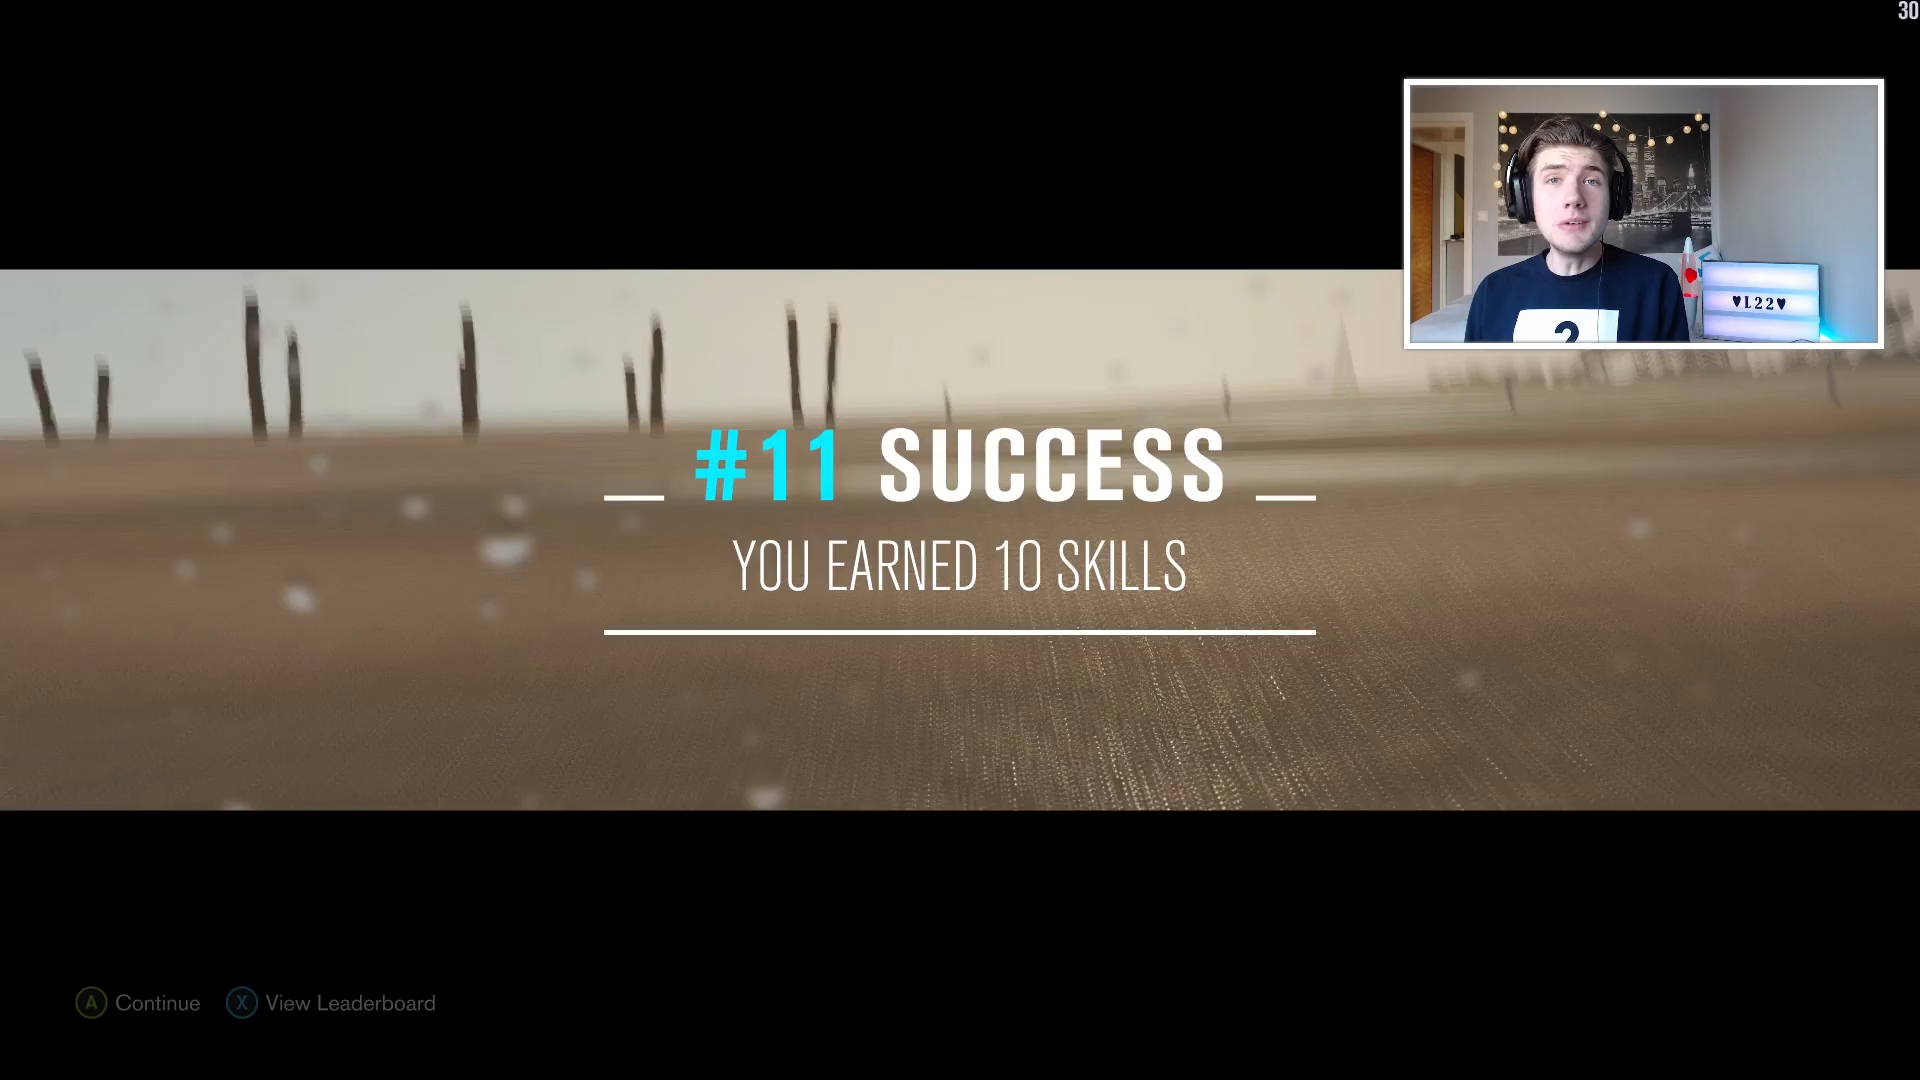 30
♥L22♥
2
#11 SUCCESS
YOU EARNED 10 SKILLS
A Continue X View Leaderboard